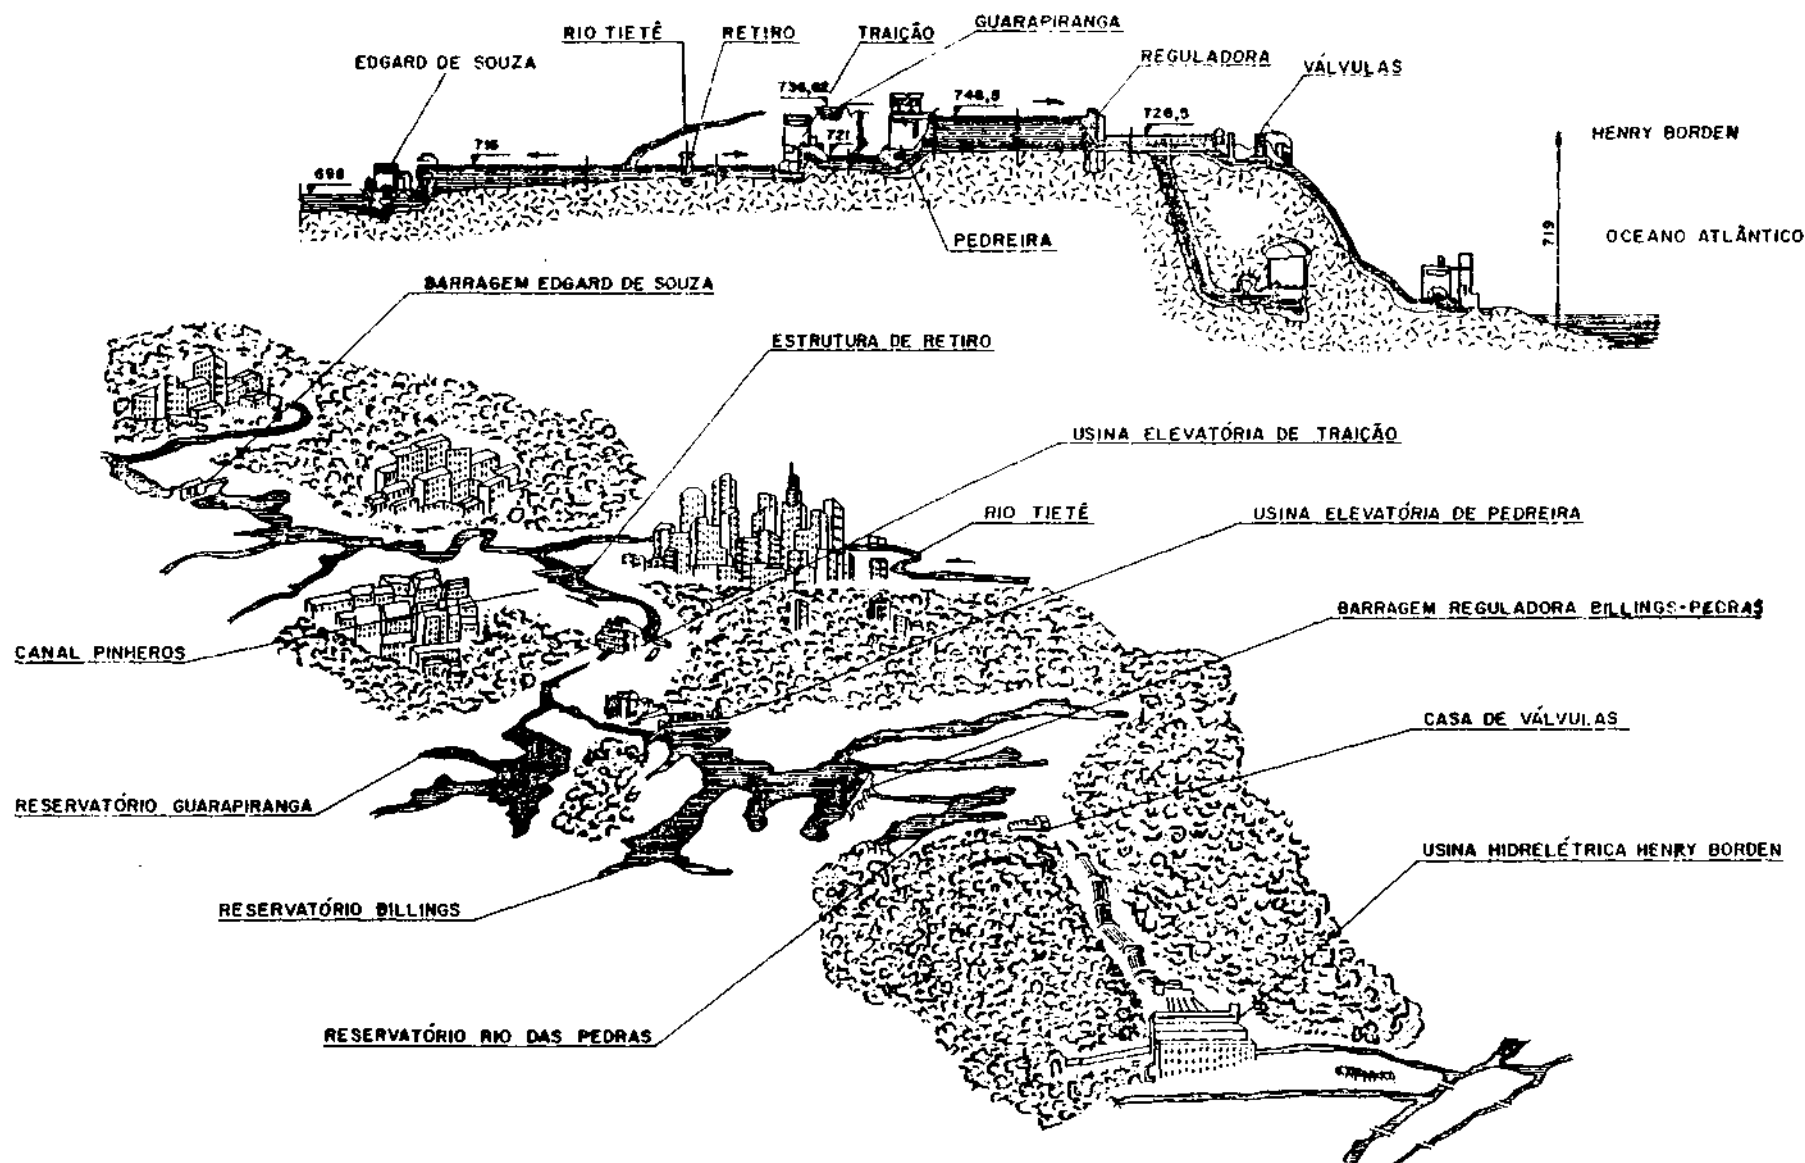 GUARAPIRANGA
RIO TIETÊ
RETIRO
TRAIÇÃO
EDGARD DE SOUZA
REGULADORA
VÁLVULAS
HENRY BORDEN
746,5
726,5
721
716
698
719
OCEANO ATLÂNTICO
PEDREIRA
BARRAGEM EDGARD DE SOUZA
ESTRUTURA DE RETIRO
USINA ELEVATÓRIA DE TRAIÇÃO
RIO TIETÊ
USINA ELEVATÓRIA DE PEDREIRA
BARRAGEM REGULADORA BILLINGS-PEDRAS
CANAL PINHEROS
CASA DE VÁLVULAS
RESERVATÓRIO GUARAPIRANGA
USINA HIDRELÉTRICA HENRY BORDEN
RESERVATÓRIO BILLINGS
RESERVATÓRIO RIO DAS PEDRAS